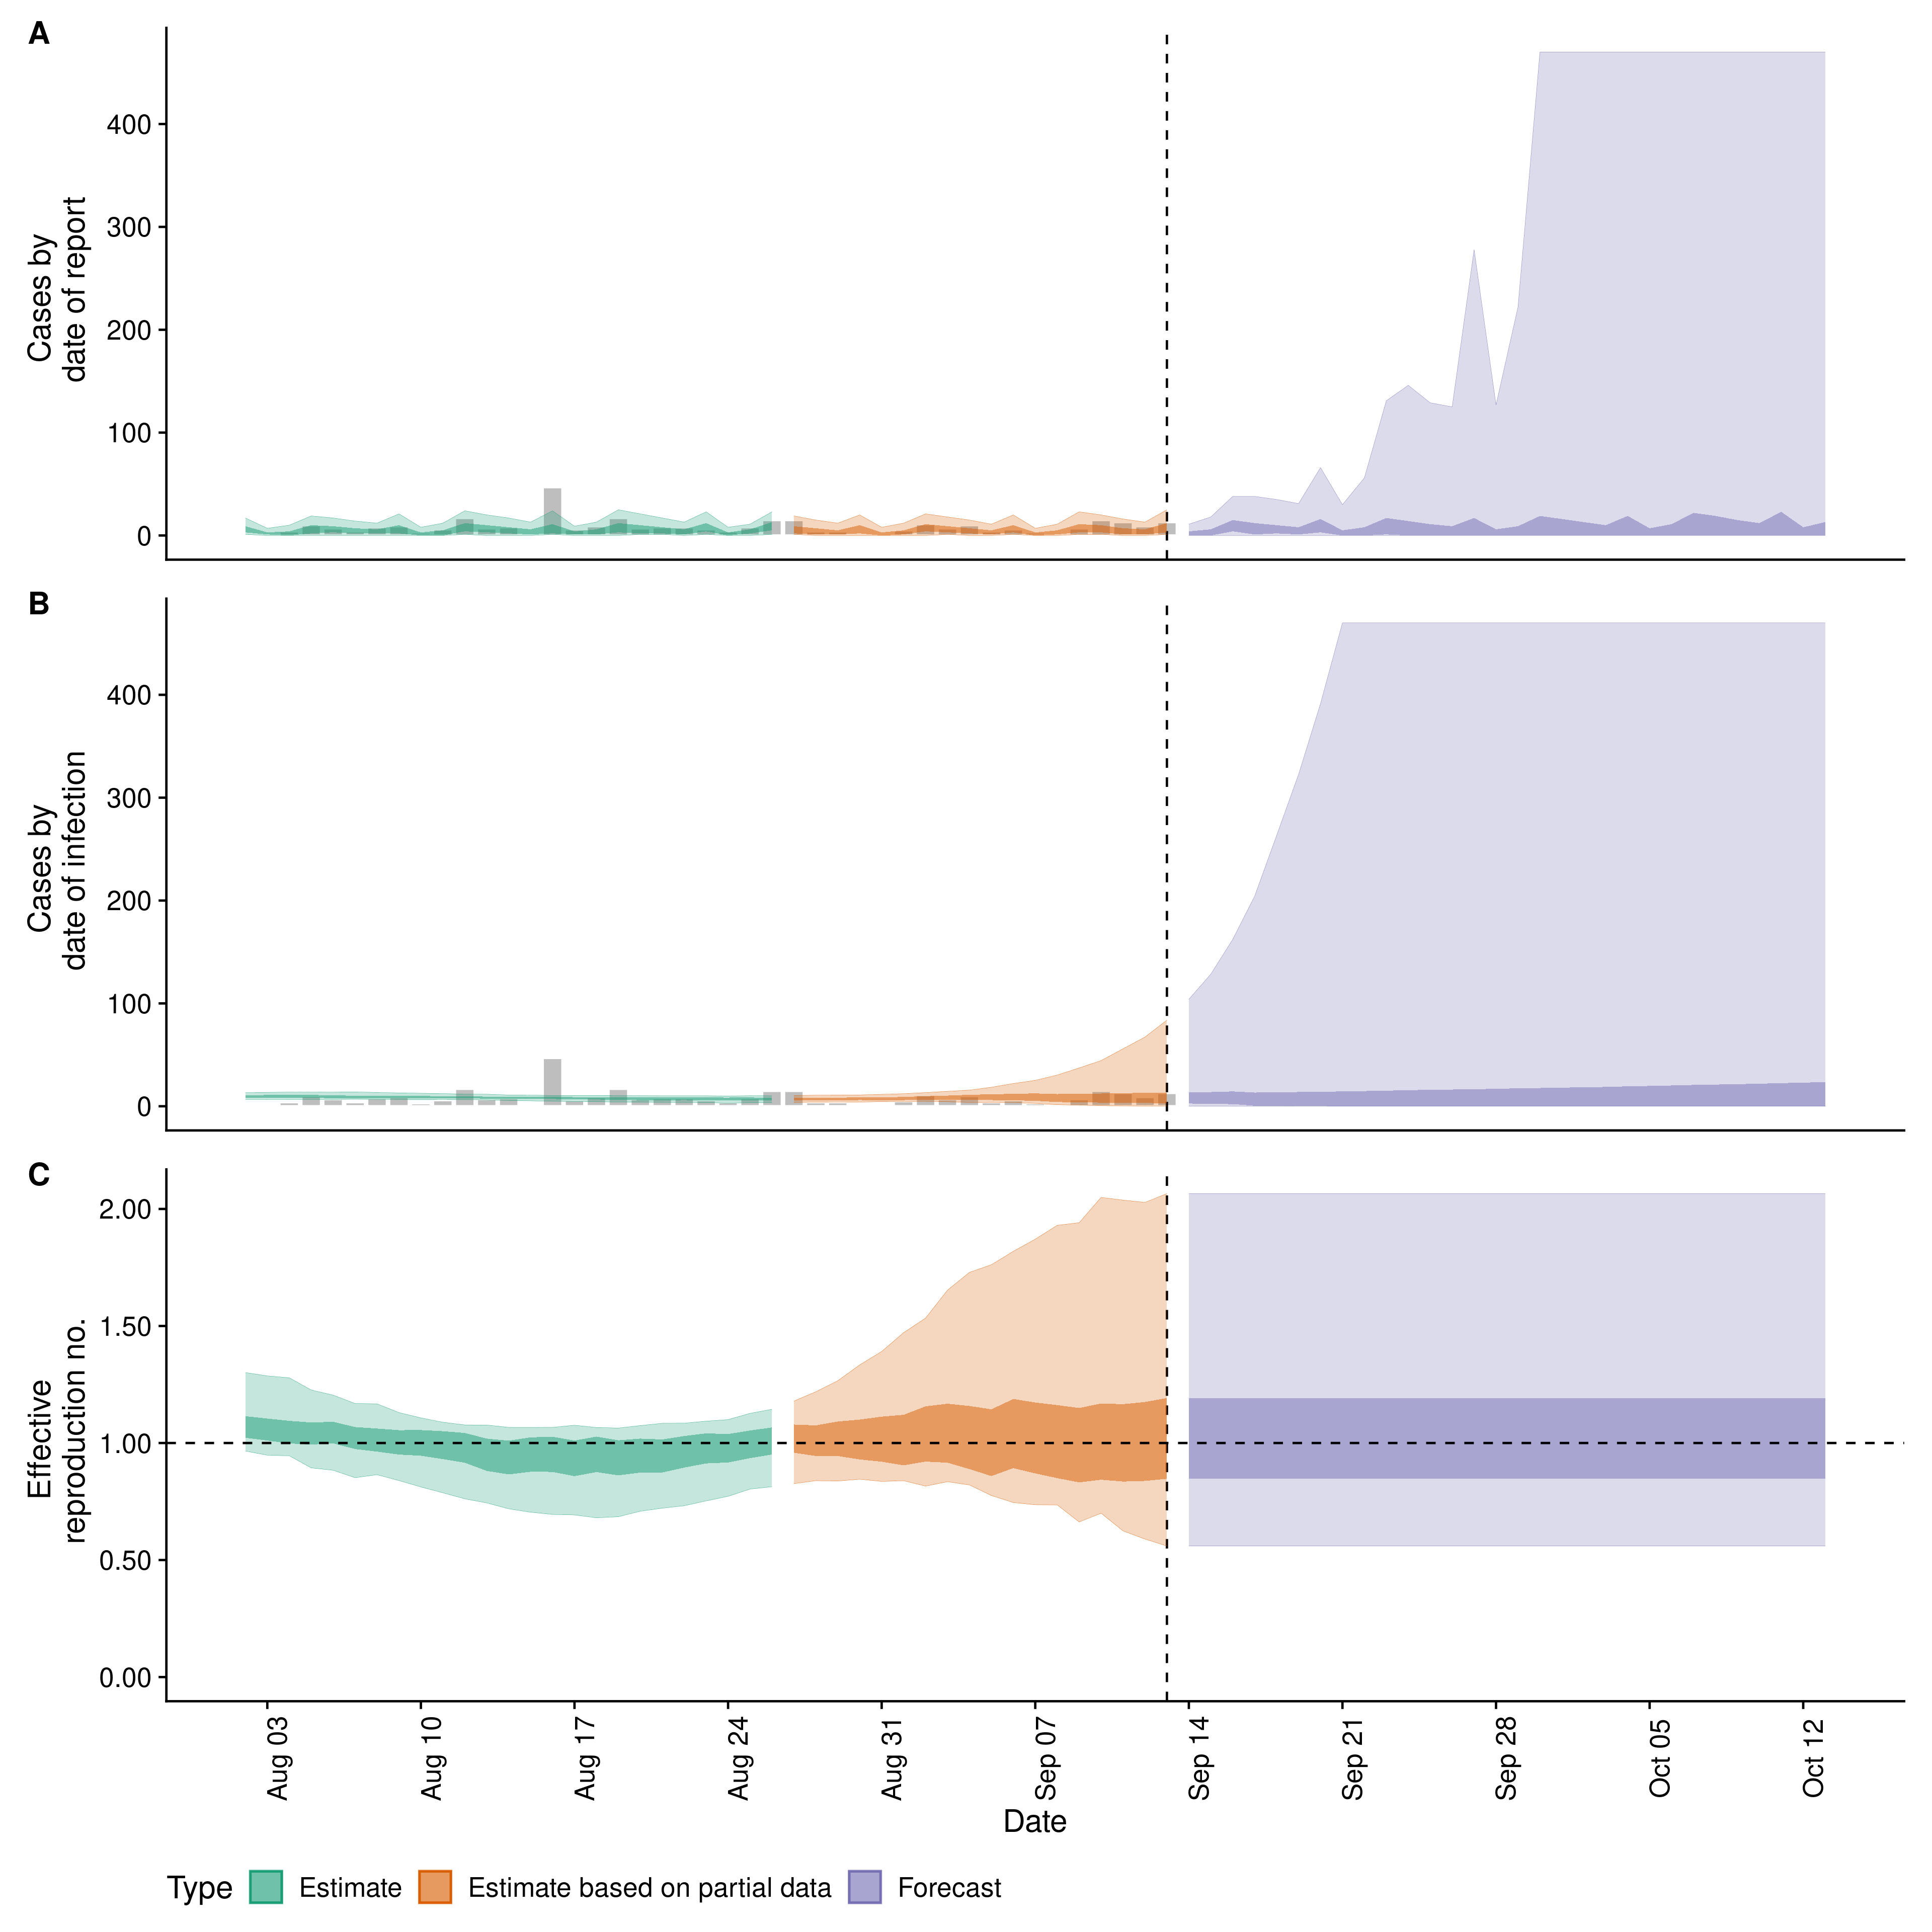 A
Cases by
date of report
400
300
200
100
0
B
Cases by
date of infection
400
300
200
100
0
C
Effective
reproduction no.
2.00
1.50
1.00
0.50
0.00
Aug 03
Aug 10
Aug 17
Aug 24
Aug 31
Sep 07
Sep 14
Sep 21
Sep 28
Oct 05
Oct 12
Date
Type Estimate Estimate based on partial data Forecast